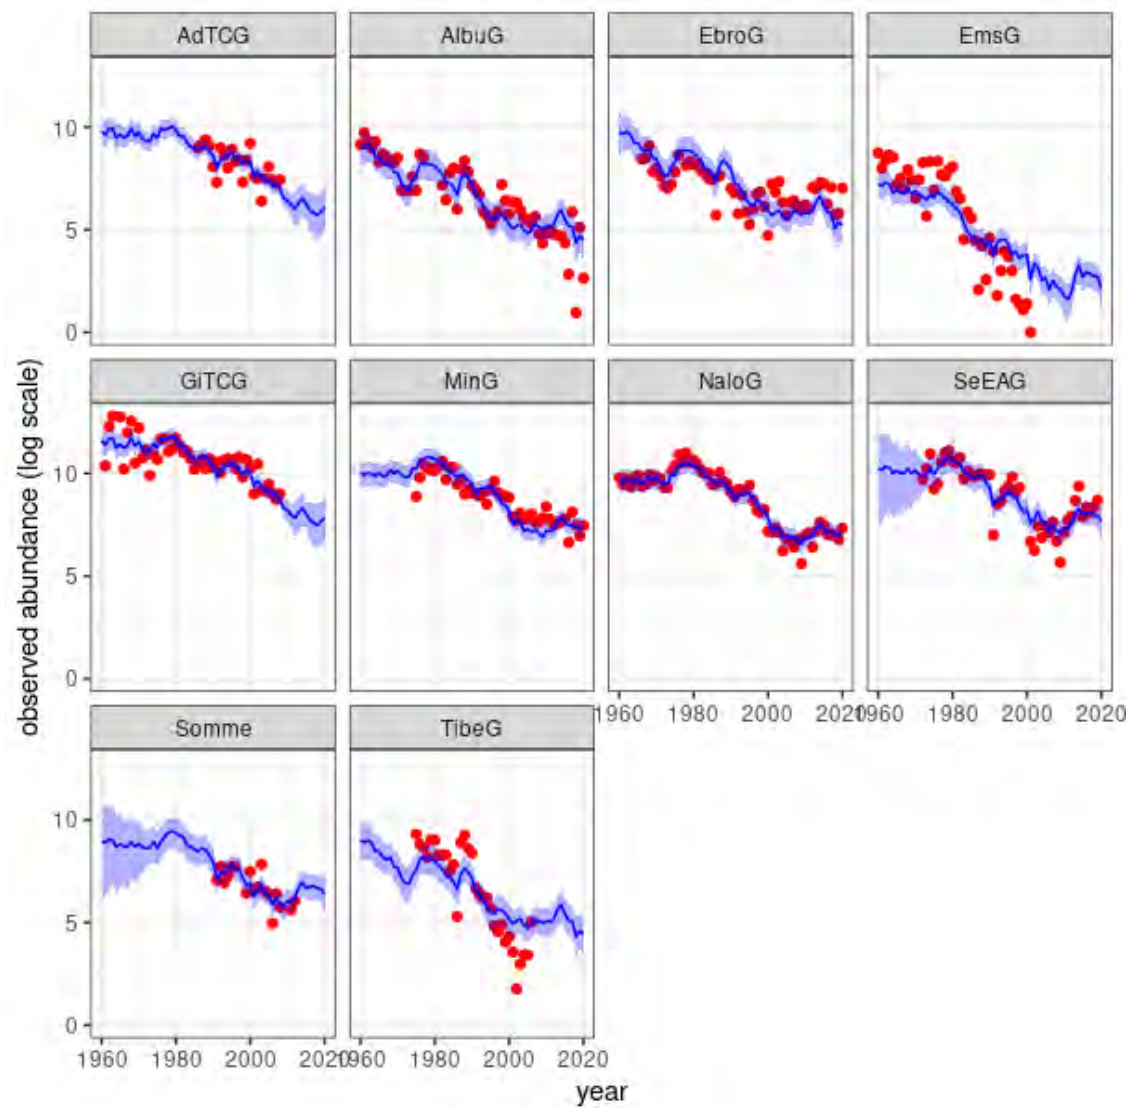 AdTCG AlbuG EbroG EmsG
10
5
0
GiTCG MinG NaloG SeEAG
10
5
0
1960 1980 2000 2020 1960 1980 2000 2020
Somme TibeG
10
5
0
1960 1980 2000 2020 1960 1980 2000 2020
year
observed abundance (log scale)